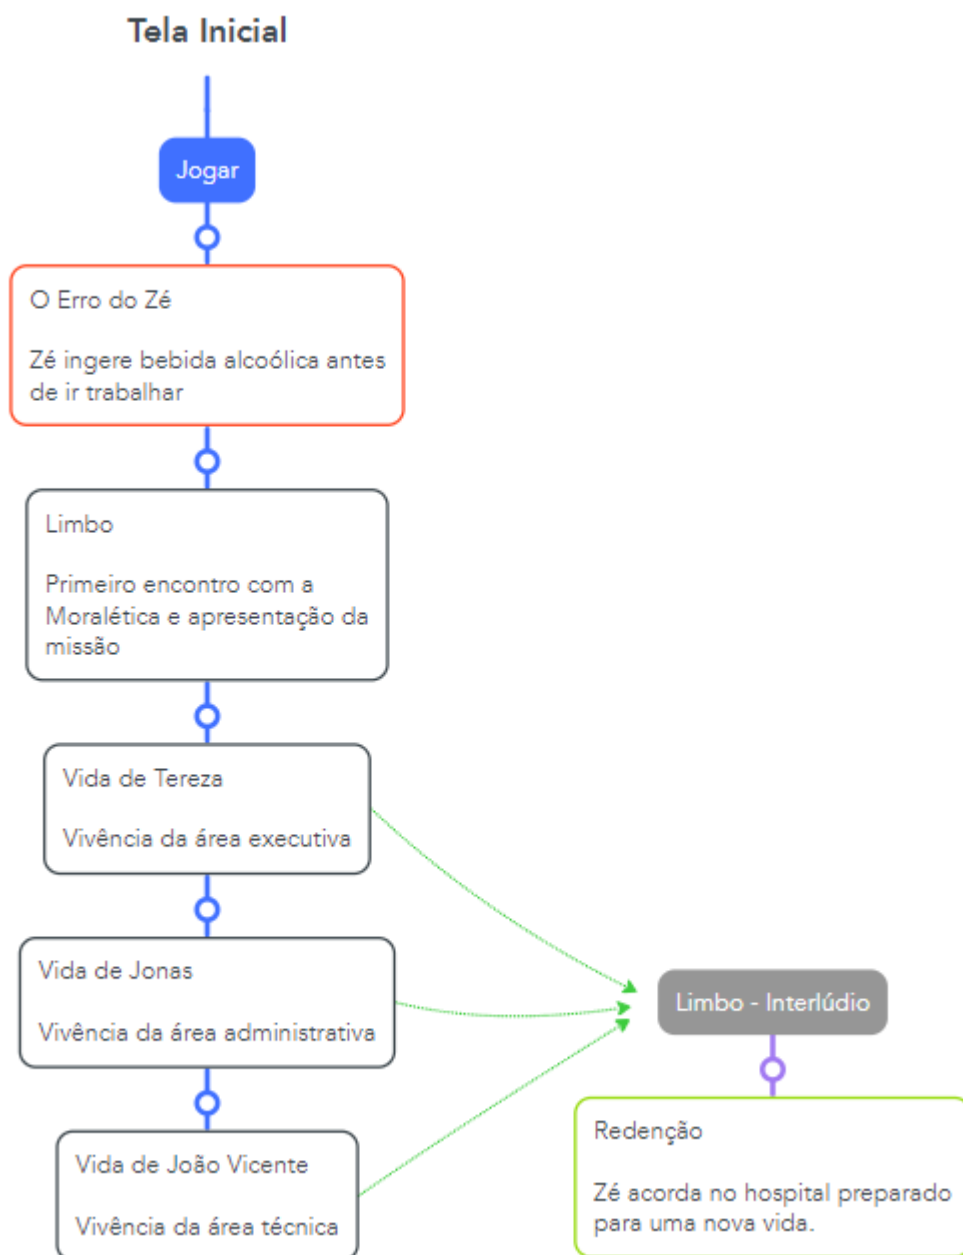 Tela Inicial
Jogar
O Erro do Zé
Zé ingere bebida alcoólica antes
de ir trabalhar
Limbo
Primeiro encontro com a
Moralética e apresentação da
missão
Vida de Tereza
Vivência da área executiva
Vida de Jonas
Vivência da área administrativa
Vida de João Vicente
Vivência da área técnica
Limbo - Interlúdio
Redenção
Zé acorda no hospital preparado
para uma nova vida.